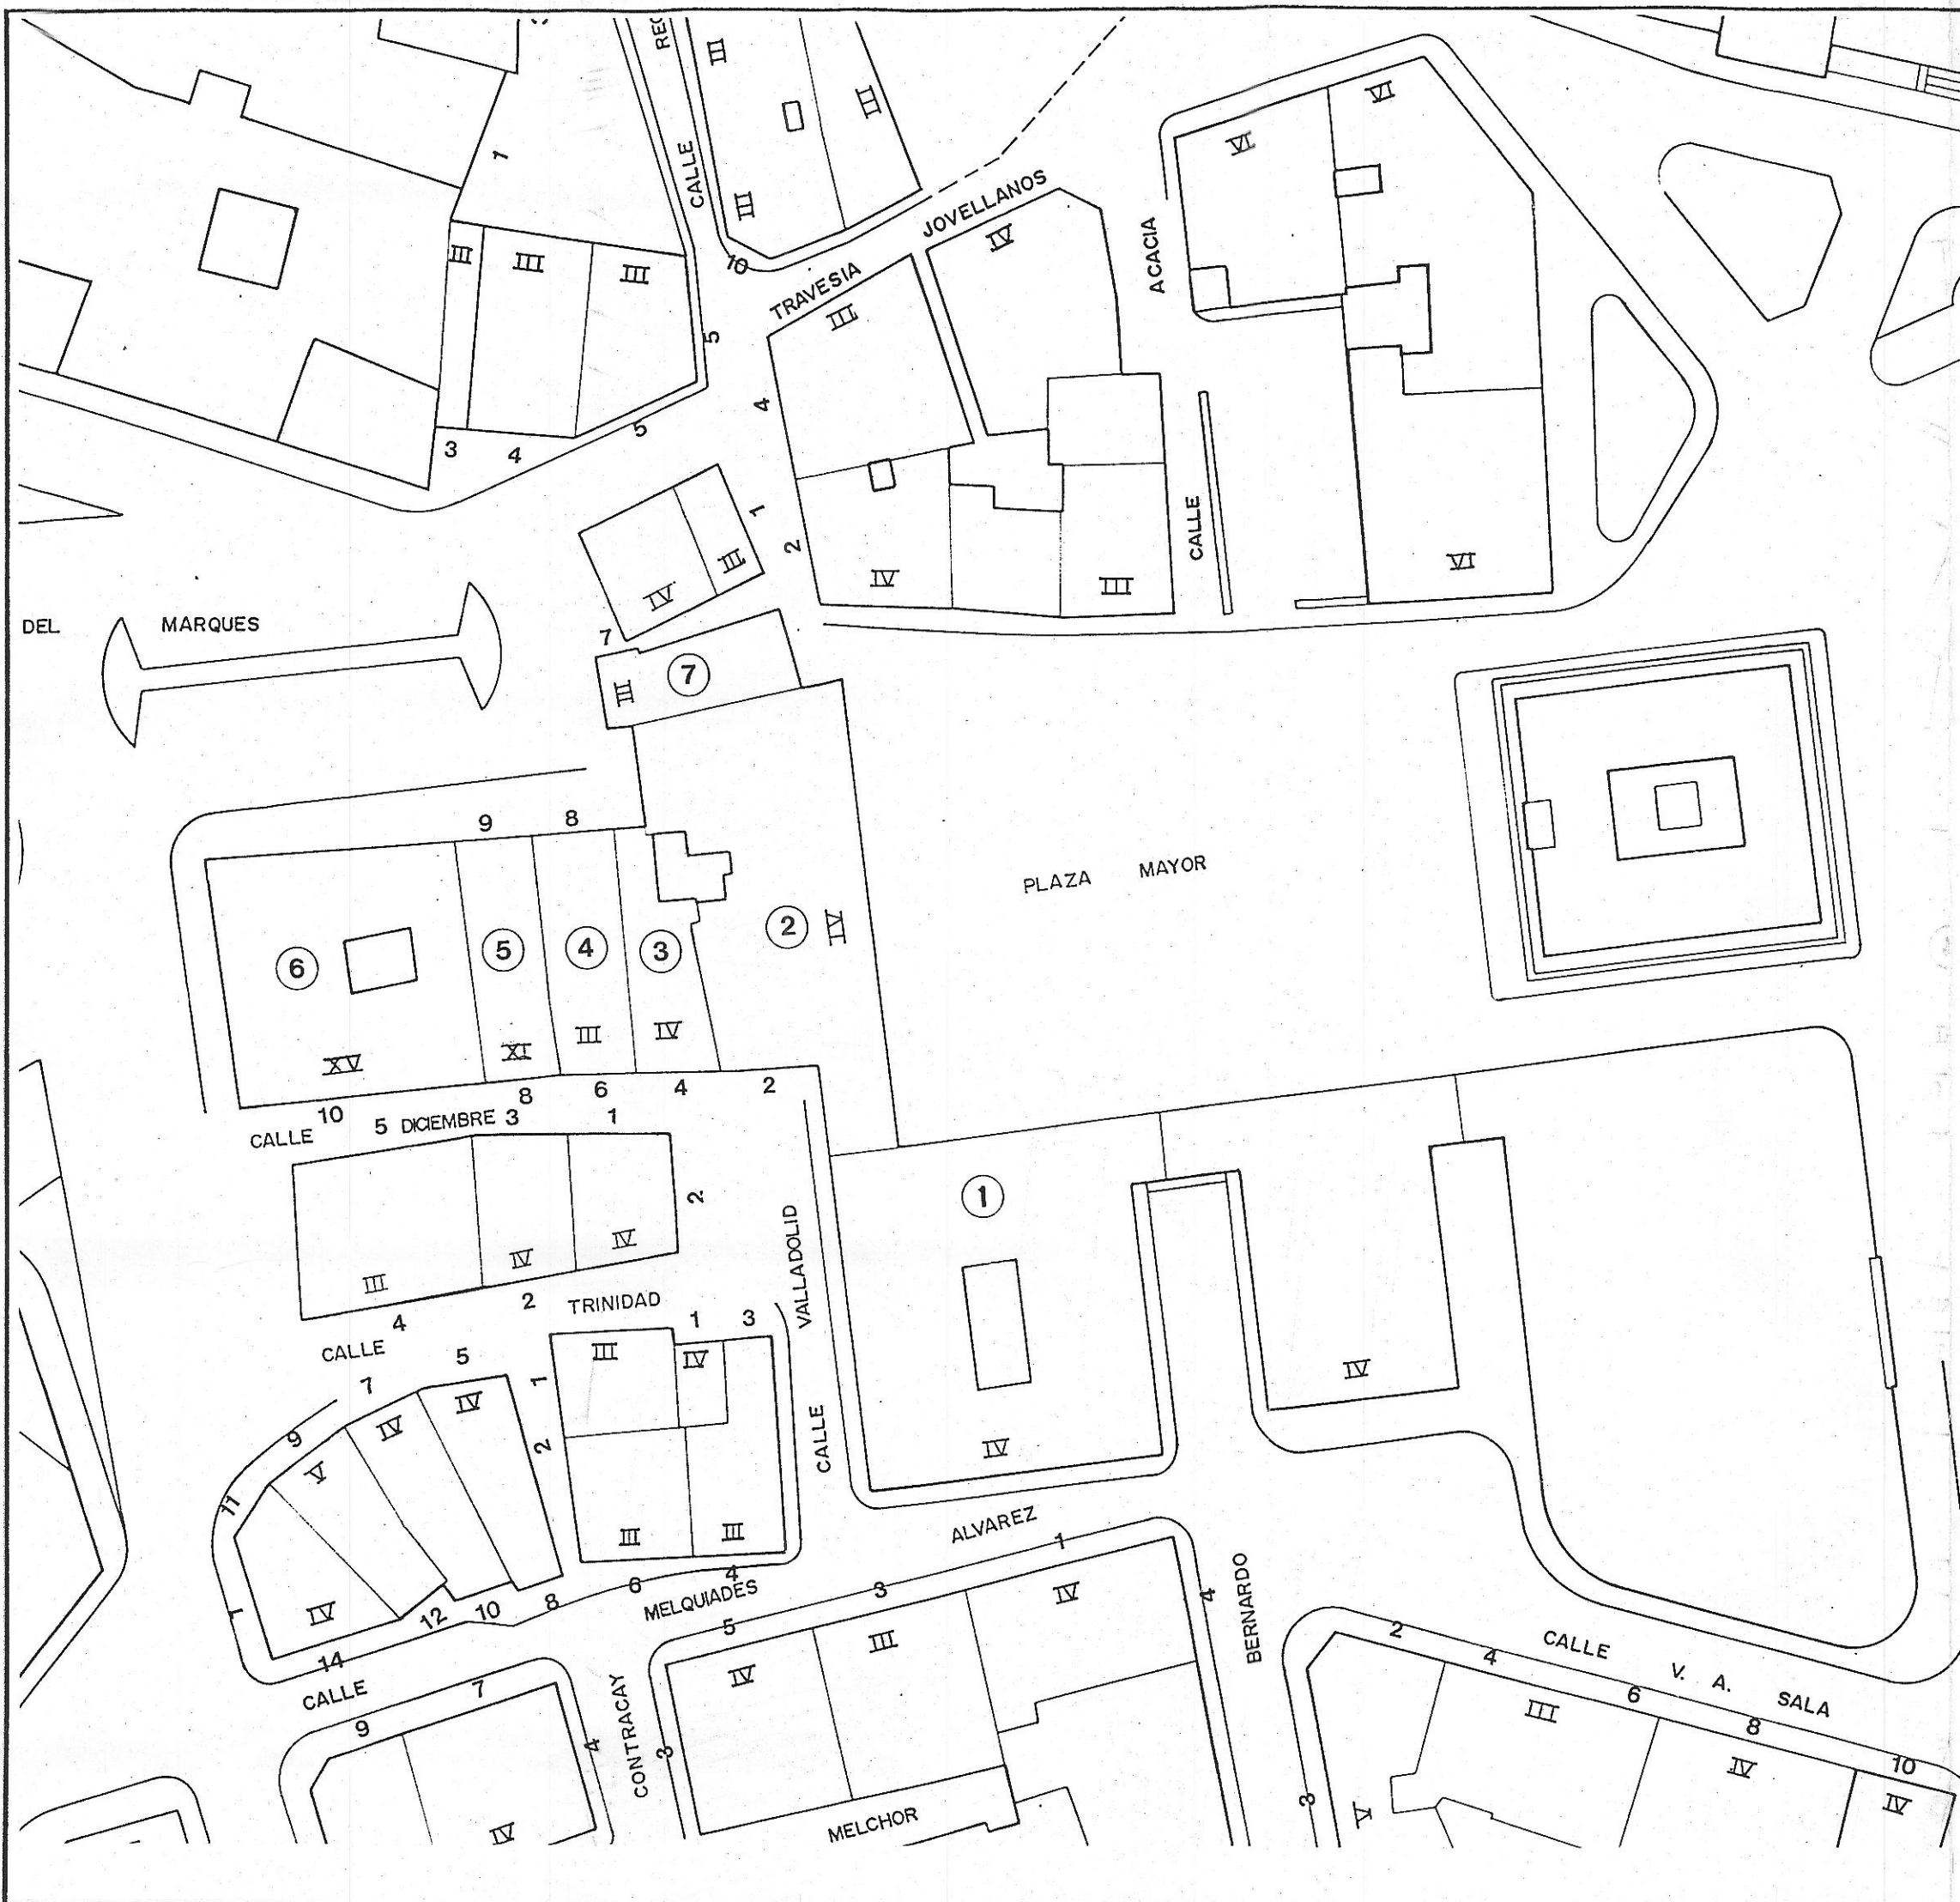 REC
III
III
VI
VI
1
CALLE
III
JOVELLANOS
IV
III
III
III
10
TRAVESIA
III
ACACIA
5
4
3
4
5
1
2
CALLE
IV
III
IV
III
VI
DEL
MARQUES
7
III
7
9
8
PLAZA
MAYOR
6
5
4
3
2
VI
XV
XI
III
IV
10
8
6
4
2
CALLE
5 DICIEMBRE
3
1
2
1
VALLADOLID
III
IV
IV
4
2
TRINIDAD
1
3
CALLE
5
7
III
IV
1
IV
IV
9
V
2
CALLE
IV
IV
11
III
III
ALVAREZ
1
IV
1
12
10
8
6
4
MELQUIADES
3
5
IV
4
BERNARDO
14
CALLE
7
9
CONTRACAY
4
3
IV
III
2
4
CALLE
V. A.
SALA
6
8
10
III
IV
IV
3
V
IV
MELCHOR